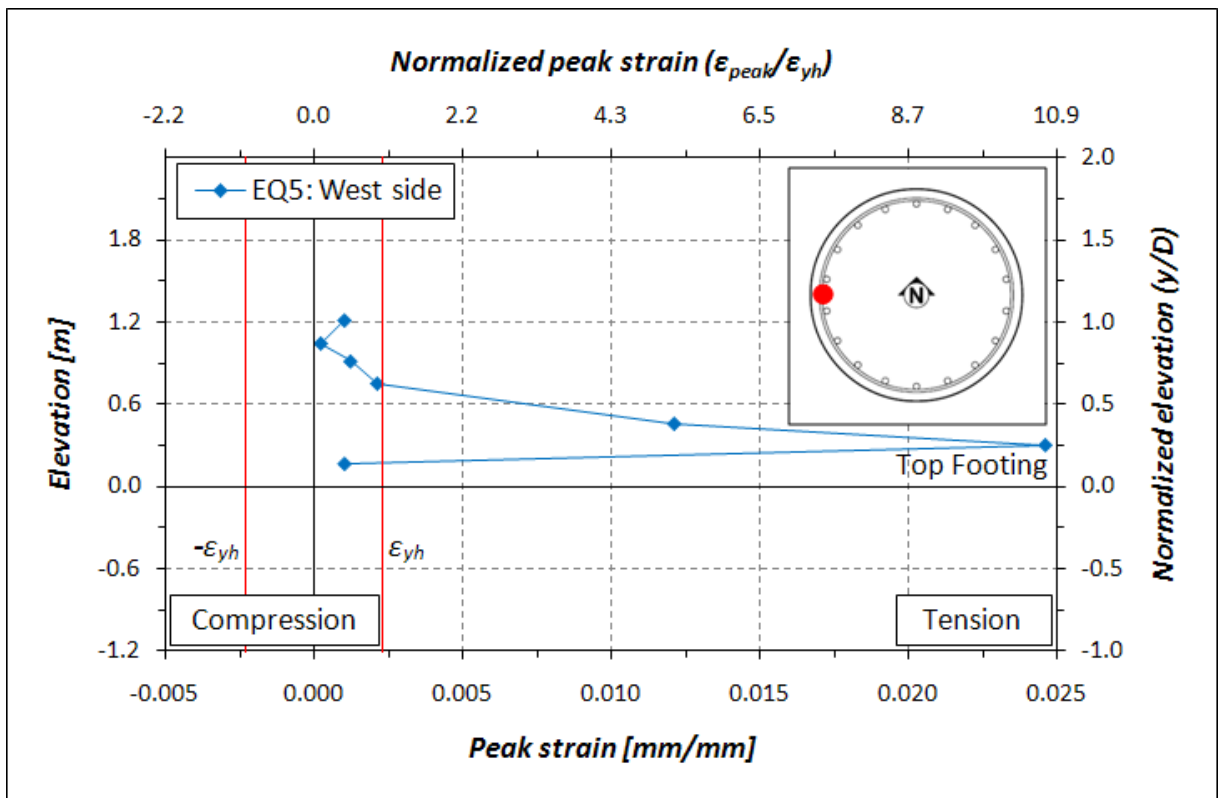 Normalized peak strain (εpeak/εyh)
-2.2 0.0 2.2 4.3 6.5 8.7 10.9
EQ5: West side
N
Elevation [m]
1.8
1.2
0.6
0.0
-0.6
-1.2
2.0
1.5
1.0
0.5
0.0
-0.5
-1.0
Normalized elevation (y/D)
Top Footing
-εyh εyh
Compression Tension
-0.005 0.000 0.005 0.010 0.015 0.020 0.025
Peak strain [mm/mm]